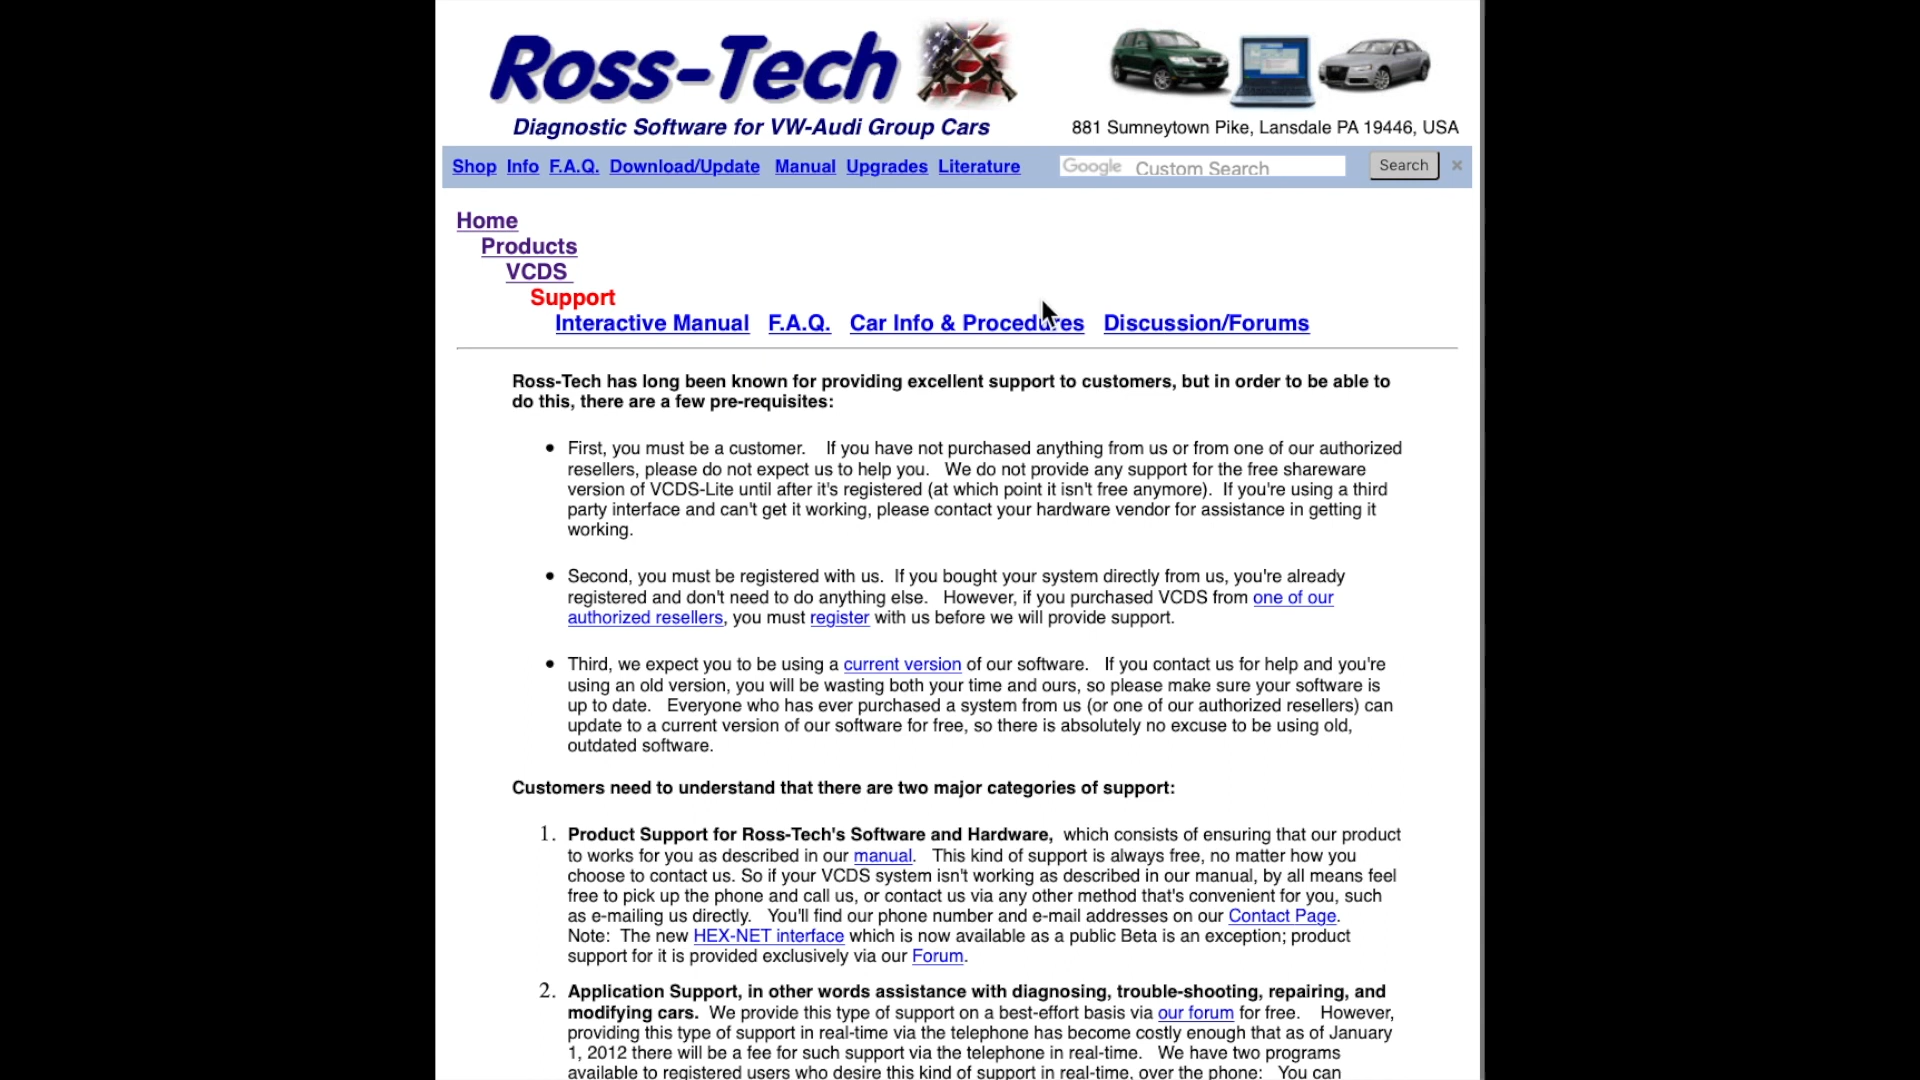 Ross-Tech
Diagnostic Software for VW-Audi Group Cars
881 Sumneytown Pike, Lansdale PA 19446, USA
Shop Info F.A.Q. Download/Update Manual Upgrades Literature Google Custom Search Search ×
Home
Products
VCDS
Support
Interactive Manual F.A.Q. Car Info & Procedures Discussion/Forums
Ross-Tech has long been known for providing excellent support to customers, but in order to be able to
do this, there are a few pre-requisites:
• First, you must be a customer. If you have not purchased anything from us or from one of our authorized
resellers, please do not expect us to help you. We do not provide any support for the free shareware
version of VCDS-Lite until after it's registered (at which point it isn't free anymore). If you're using a third
party interface and can't get it working, please contact your hardware vendor for assistance in getting it
working.
• Second, you must be registered with us. If you bought your system directly from us, you're already
registered and don't need to do anything else. However, if you purchased VCDS from one of our
authorized resellers, you must register with us before we will provide support.
• Third, we expect you to be using a current version of our software. If you contact us for help and you're
using an old version, you will be wasting both your time and ours, so please make sure your software is
up to date. Everyone who has ever purchased a system from us (or one of our authorized resellers) can
update to a current version of our software for free, so there is absolutely no excuse to be using old,
outdated software.
Customers need to understand that there are two major categories of support:
1. Product Support for Ross-Tech's Software and Hardware, which consists of ensuring that our product
to works for you as described in our manual. This kind of support is always free, no matter how you
choose to contact us. So if your VCDS system isn't working as described in our manual, by all means feel
free to pick up the phone and call us, or contact us via any other method that's convenient for you, such
as e-mailing us directly. You'll find our phone number and e-mail addresses on our Contact Page.
Note: The new HEX-NET interface which is now available as a public Beta is an exception; product
support for it is provided exclusively via our Forum.
2. Application Support, in other words assistance with diagnosing, trouble-shooting, repairing, and
modifying cars. We provide this type of support on a best-effort basis via our forum for free. However,
providing this type of support in real-time via the telephone has become costly enough that as of January
1, 2012 there will be a fee for such support via the telephone in real-time. We have two programs
available to registered users who desire this kind of support in real-time, over the phone: You can